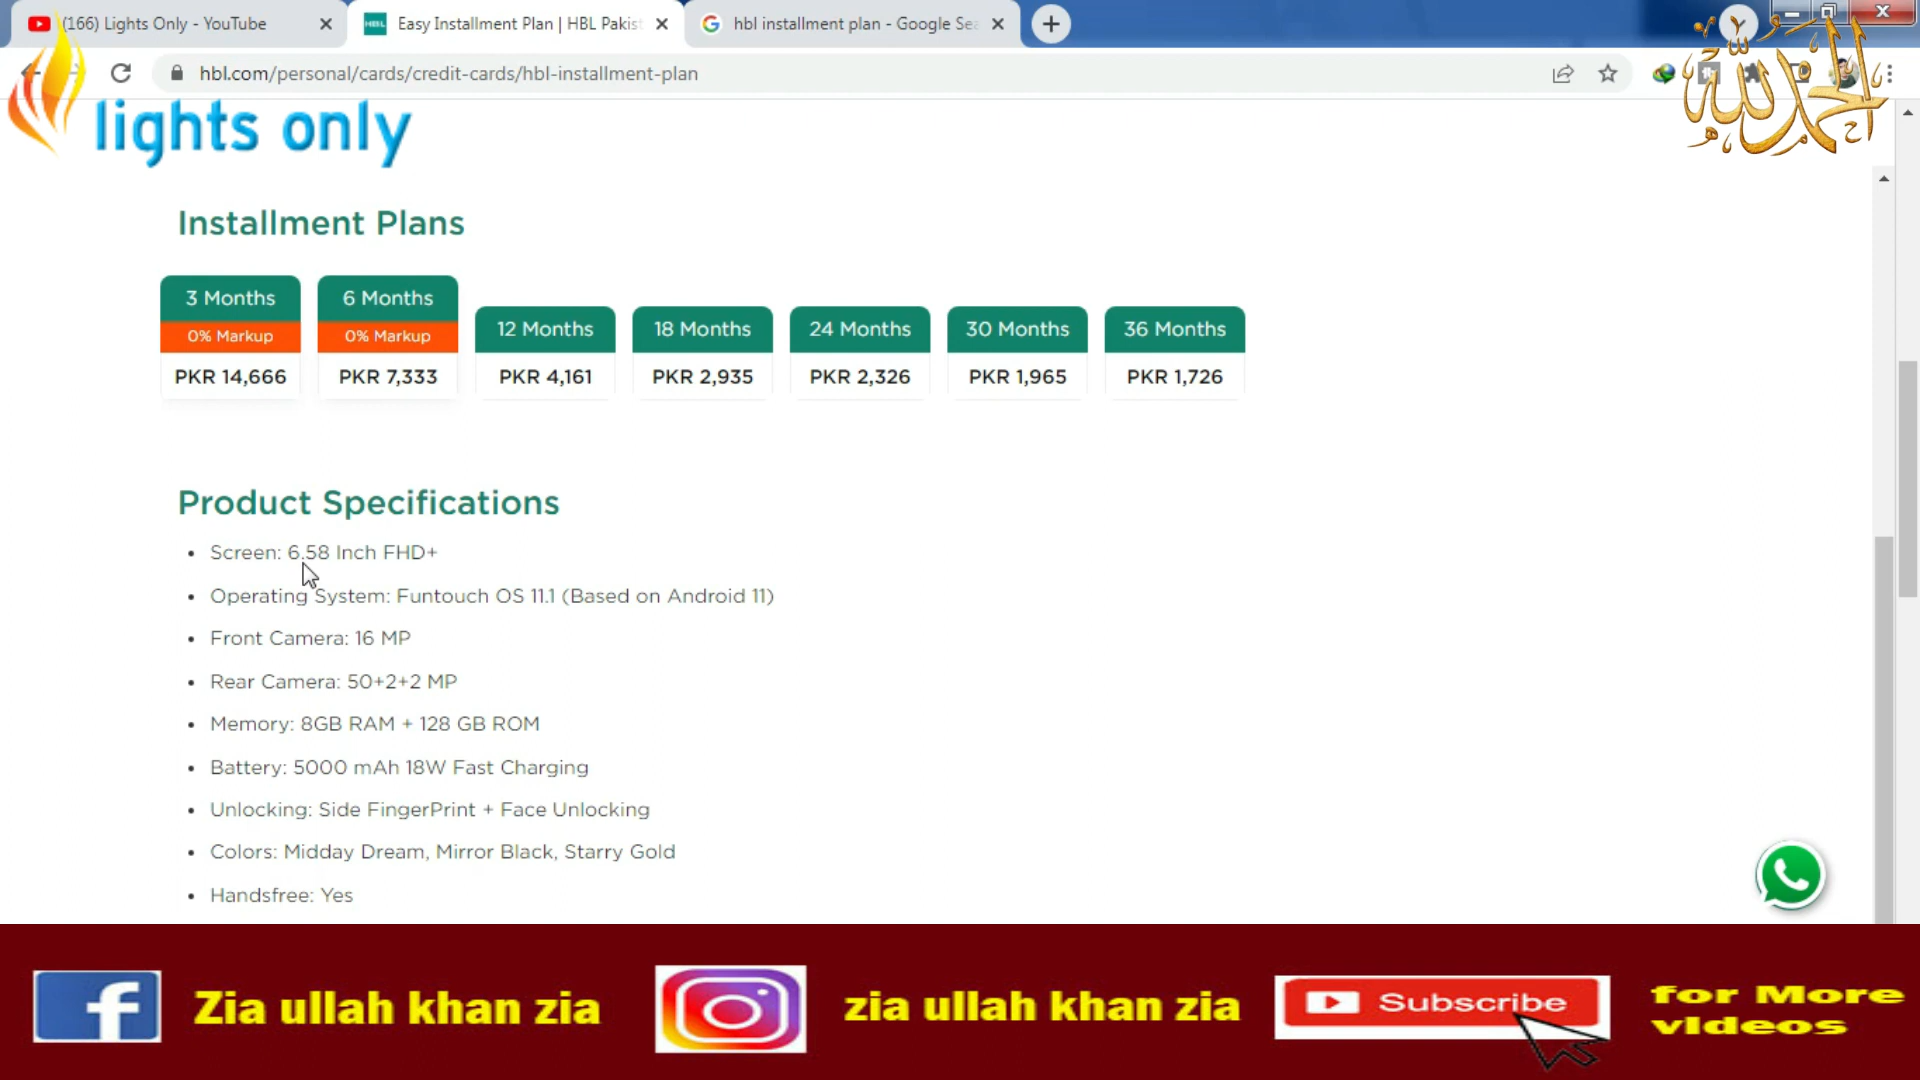 (166) Lights Only - YouTube
Easy Installment Plan | HBL Pakist
hbl installment plan - Google Sea
hbl.com/personal/cards/credit-cards/hbl-installment-plan
lights only
الحمدلله
Installment Plans
3 Months
6 Months
0% Markup
0% Markup
12 Months
18 Months
24 Months
30 Months
36 Months
PKR 14,666
PKR 7,333
PKR 4,161
PKR 2,935
PKR 2,326
PKR 1,965
PKR 1,726
Product Specifications
• Screen: 6.58 Inch FHD+
• Operating System: Funtouch OS 11.1 (Based on Android 11)
• Front Camera: 16 MP
• Rear Camera: 50+2+2 MP
• Memory: 8GB RAM + 128 GB ROM
• Battery: 5000 mAh 18W Fast Charging
• Unlocking: Side FingerPrint + Face Unlocking
• Colors: Midday Dream, Mirror Black, Starry Gold
• Handsfree: Yes
f
Zia ullah khan zia
zia ullah khan zia
Subscribe
for More
vIdeos